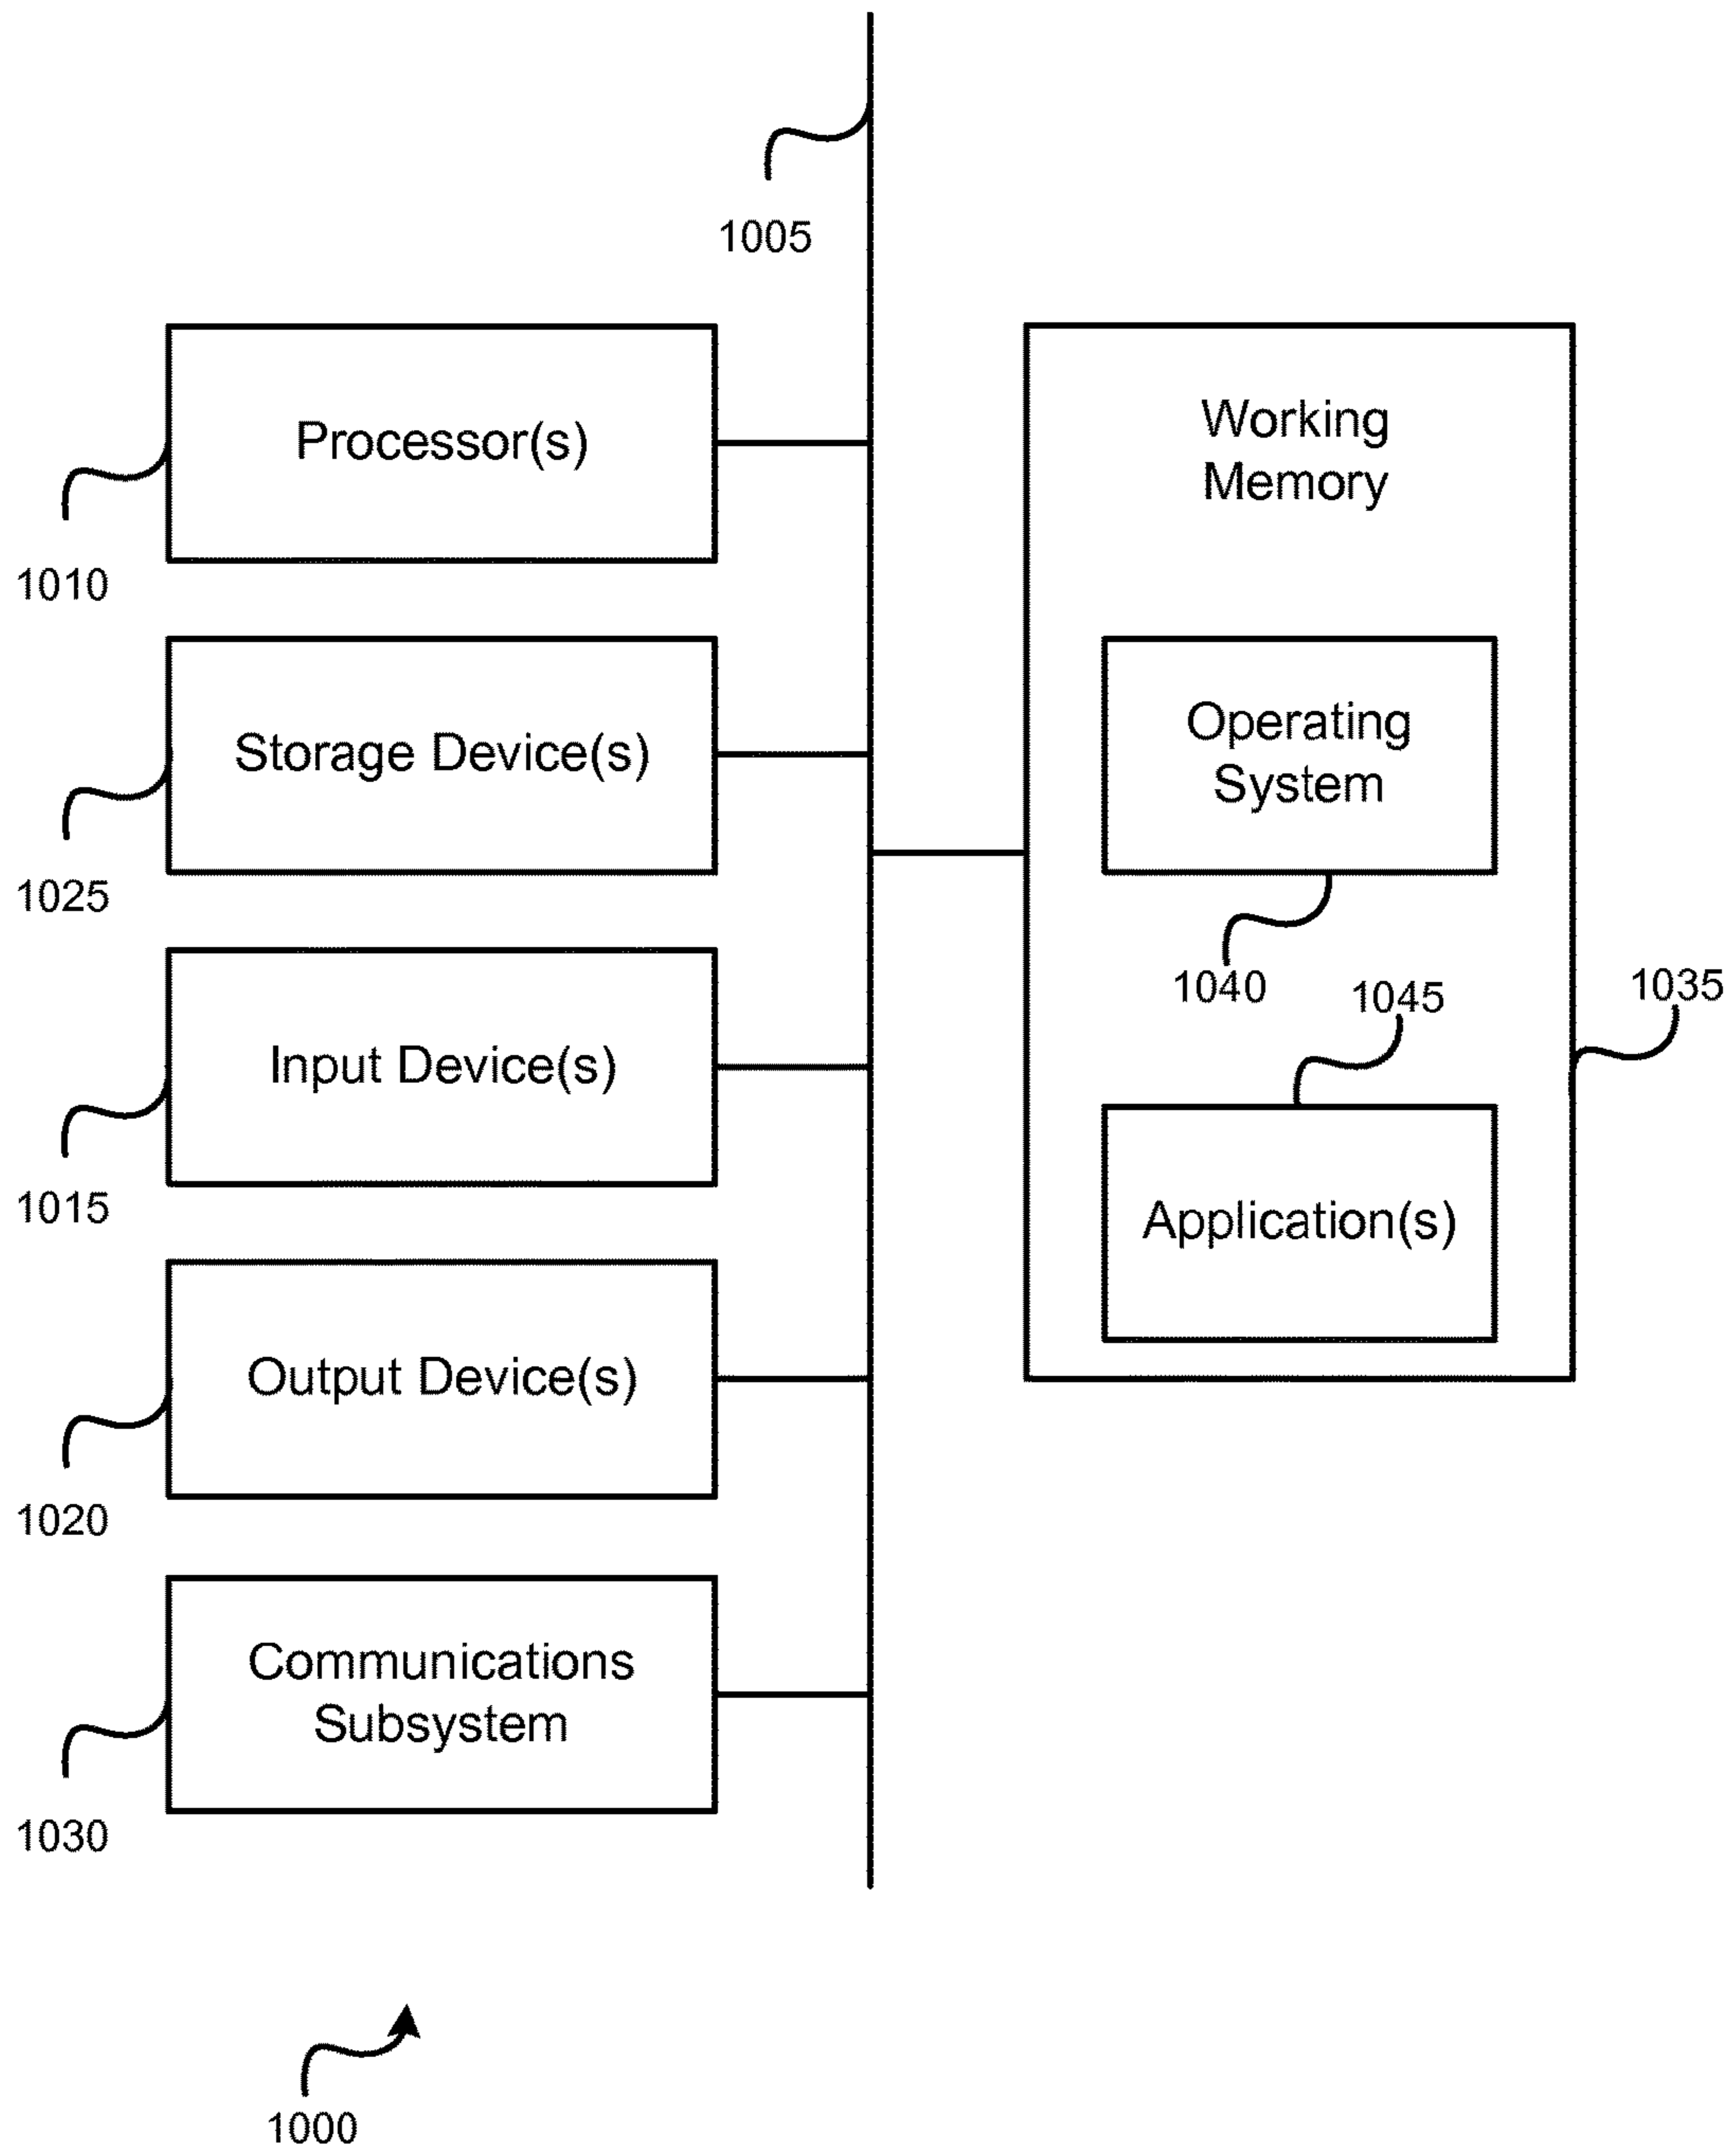 1005
Processor(s)
1010
Storage Device(s)
1025
Input Device(s)
1015
Output Device(s)
1020
Communications
Subsystem
1030
Working
Memory
Operating
System
1040
1045
1035
Application(s)
1000